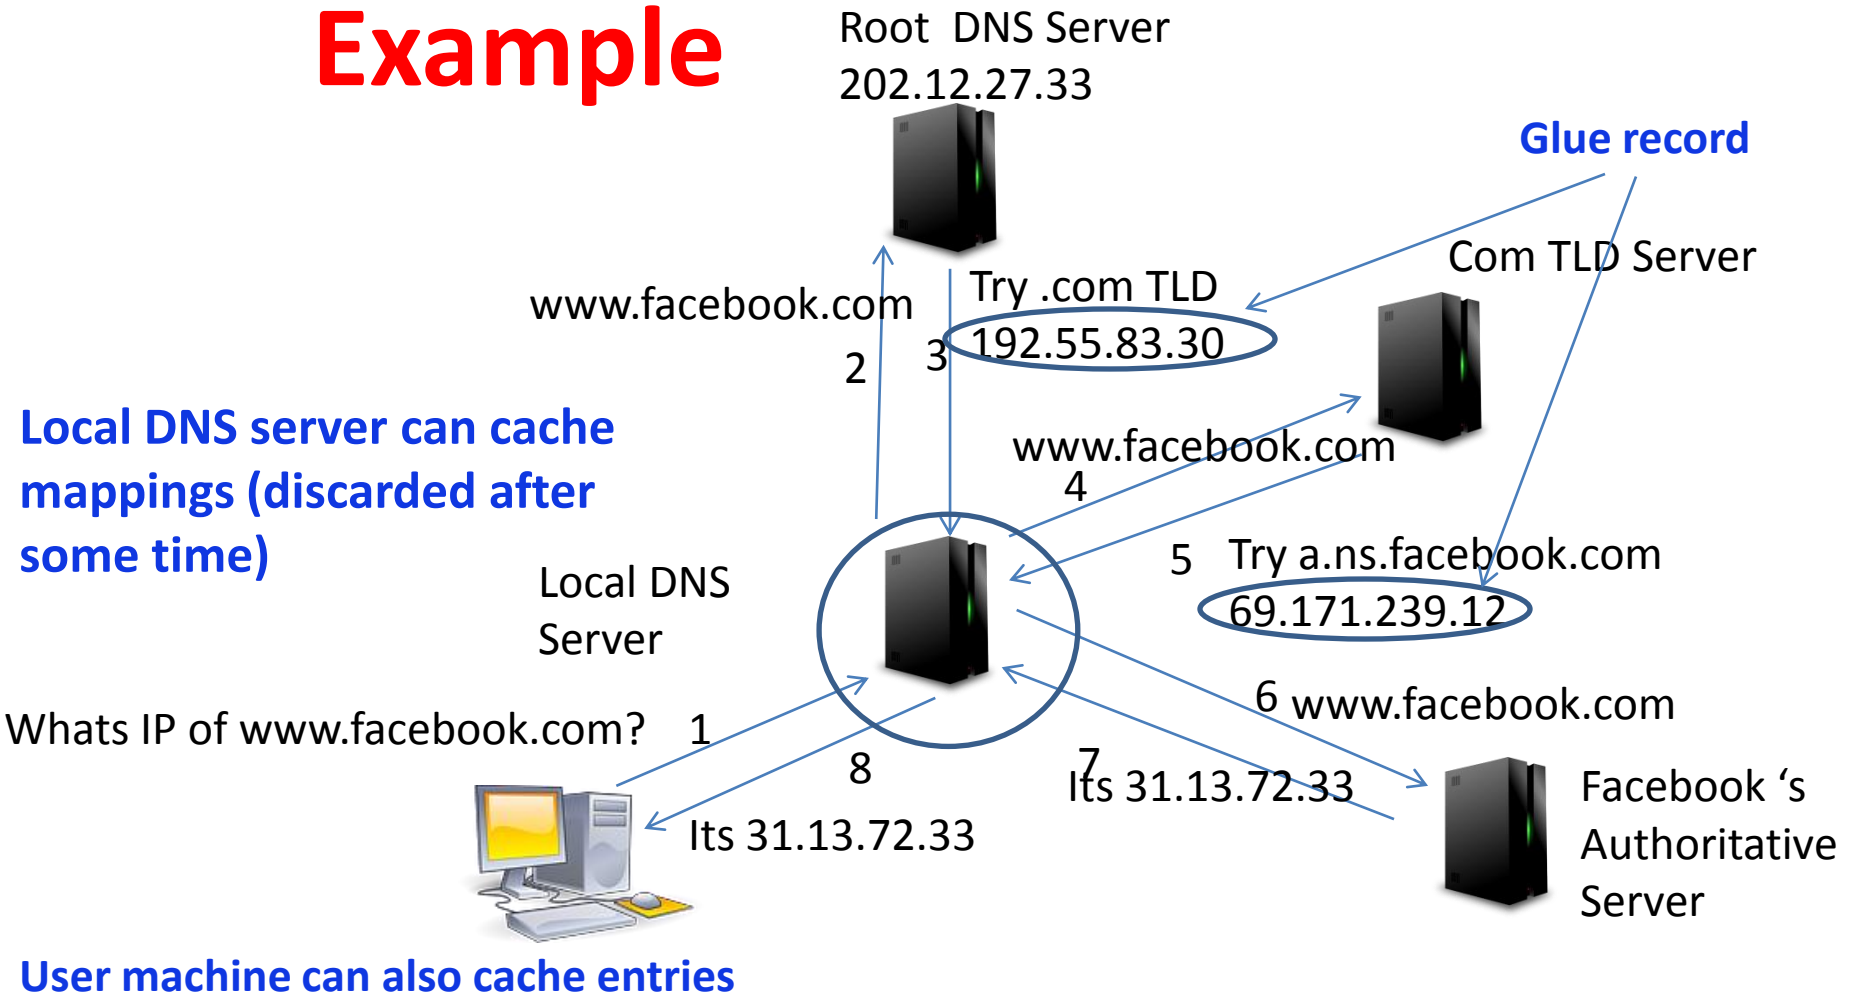 Example
Root DNS Server
202.12.27.33
Glue record
Com TLD Server
www.facebook.com
Try .com TLD
192.55.83.30
2
3
Local DNS server can cache
mappings (discarded after
some time)
www.facebook.com
4
Local DNS
Server
5
Try a.ns.facebook.com
69.171.239.12
6
www.facebook.com
Whats IP of www.facebook.com?
1
8
7
Its 31.13.72.33
Its 31.13.72.33
Facebook ‘s
Authoritative
Server
User machine can also cache entries